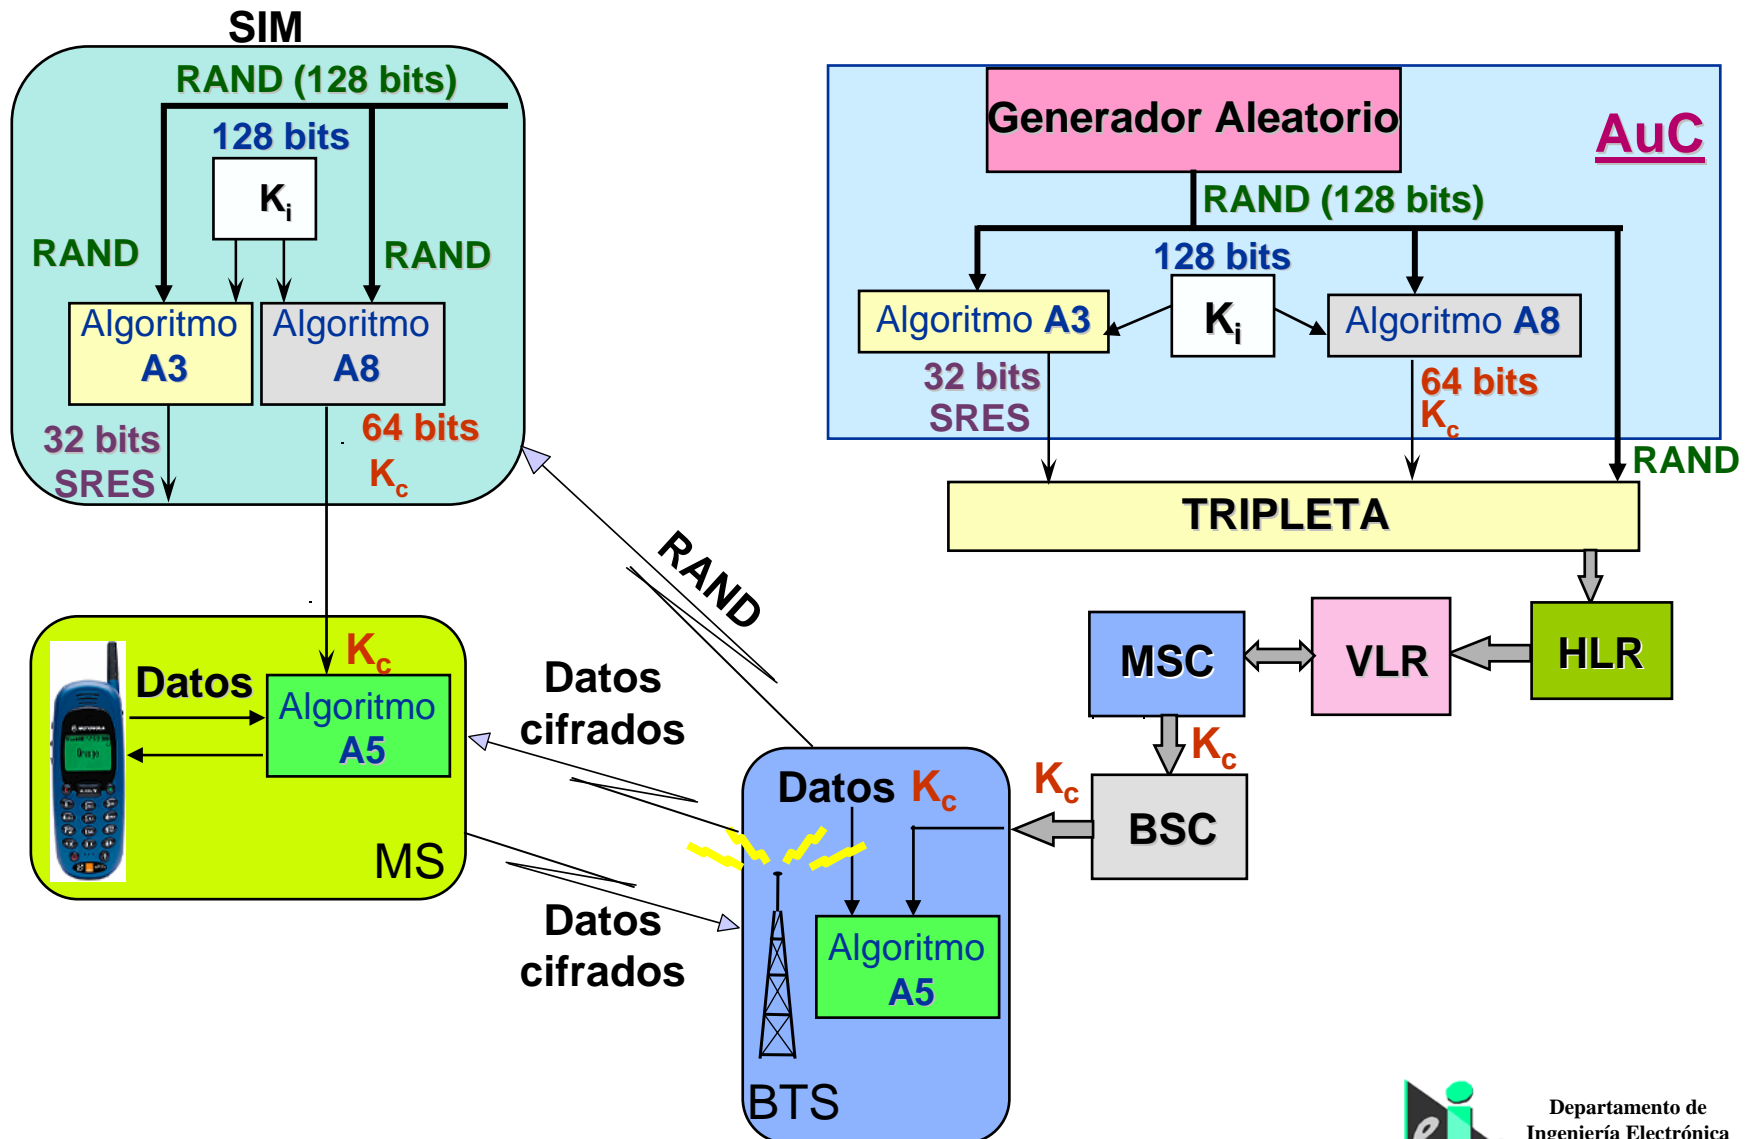 SIM
RAND (128 bits)
128 bits
Ki
RAND
RAND
Algoritmo
A3
Algoritmo
A8
32 bits
SRES
64 bits
Kc
Generador Aleatorio
AuC
RAND (128 bits)
128 bits
Algoritmo A3
Ki
Algoritmo A8
32 bits
SRES
64 bits
Kc
RAND
TRIPLETA
RAND
MSC
VLR
HLR
Kc
Kc
BSC
Datos
Kc
Algoritmo
A5
MS
Datos
cifrados
Datos
cifrados
Datos Kc
Algoritmo
A5
BTS
Departamento de
Ingeniería Electrónica